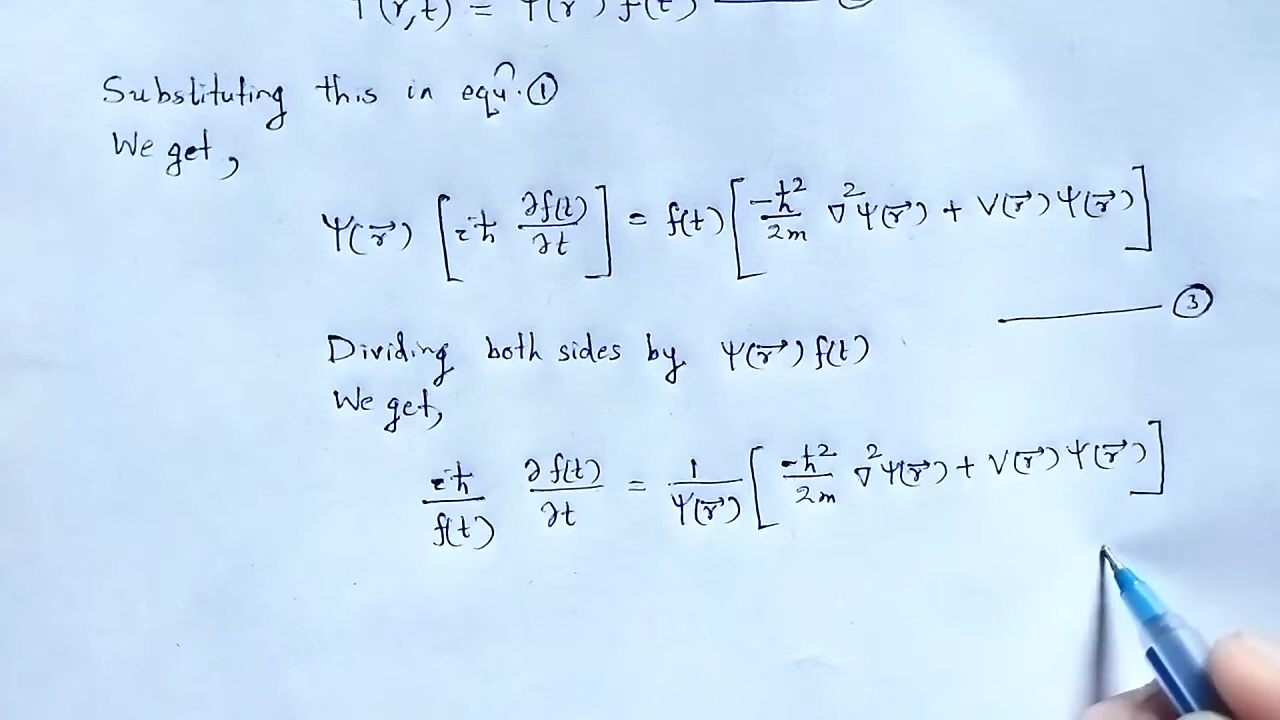 Ψ(r,t) = Ψ(r⃗) f(t)
Substituting this in equⁿ. ①
We get,
Ψ(r⃗) [iħ ∂f(t)/∂t] = f(t) [-ħ²/2m ∇²Ψ(r⃗) + V(r⃗) Ψ(r⃗)]
③
Dividing both sides by Ψ(r⃗) f(t)
We get,
iħ/f(t) ∂f(t)/∂t = 1/Ψ(r⃗) [-ħ²/2m ∇²Ψ(r⃗) + V(r⃗) Ψ(r⃗)]